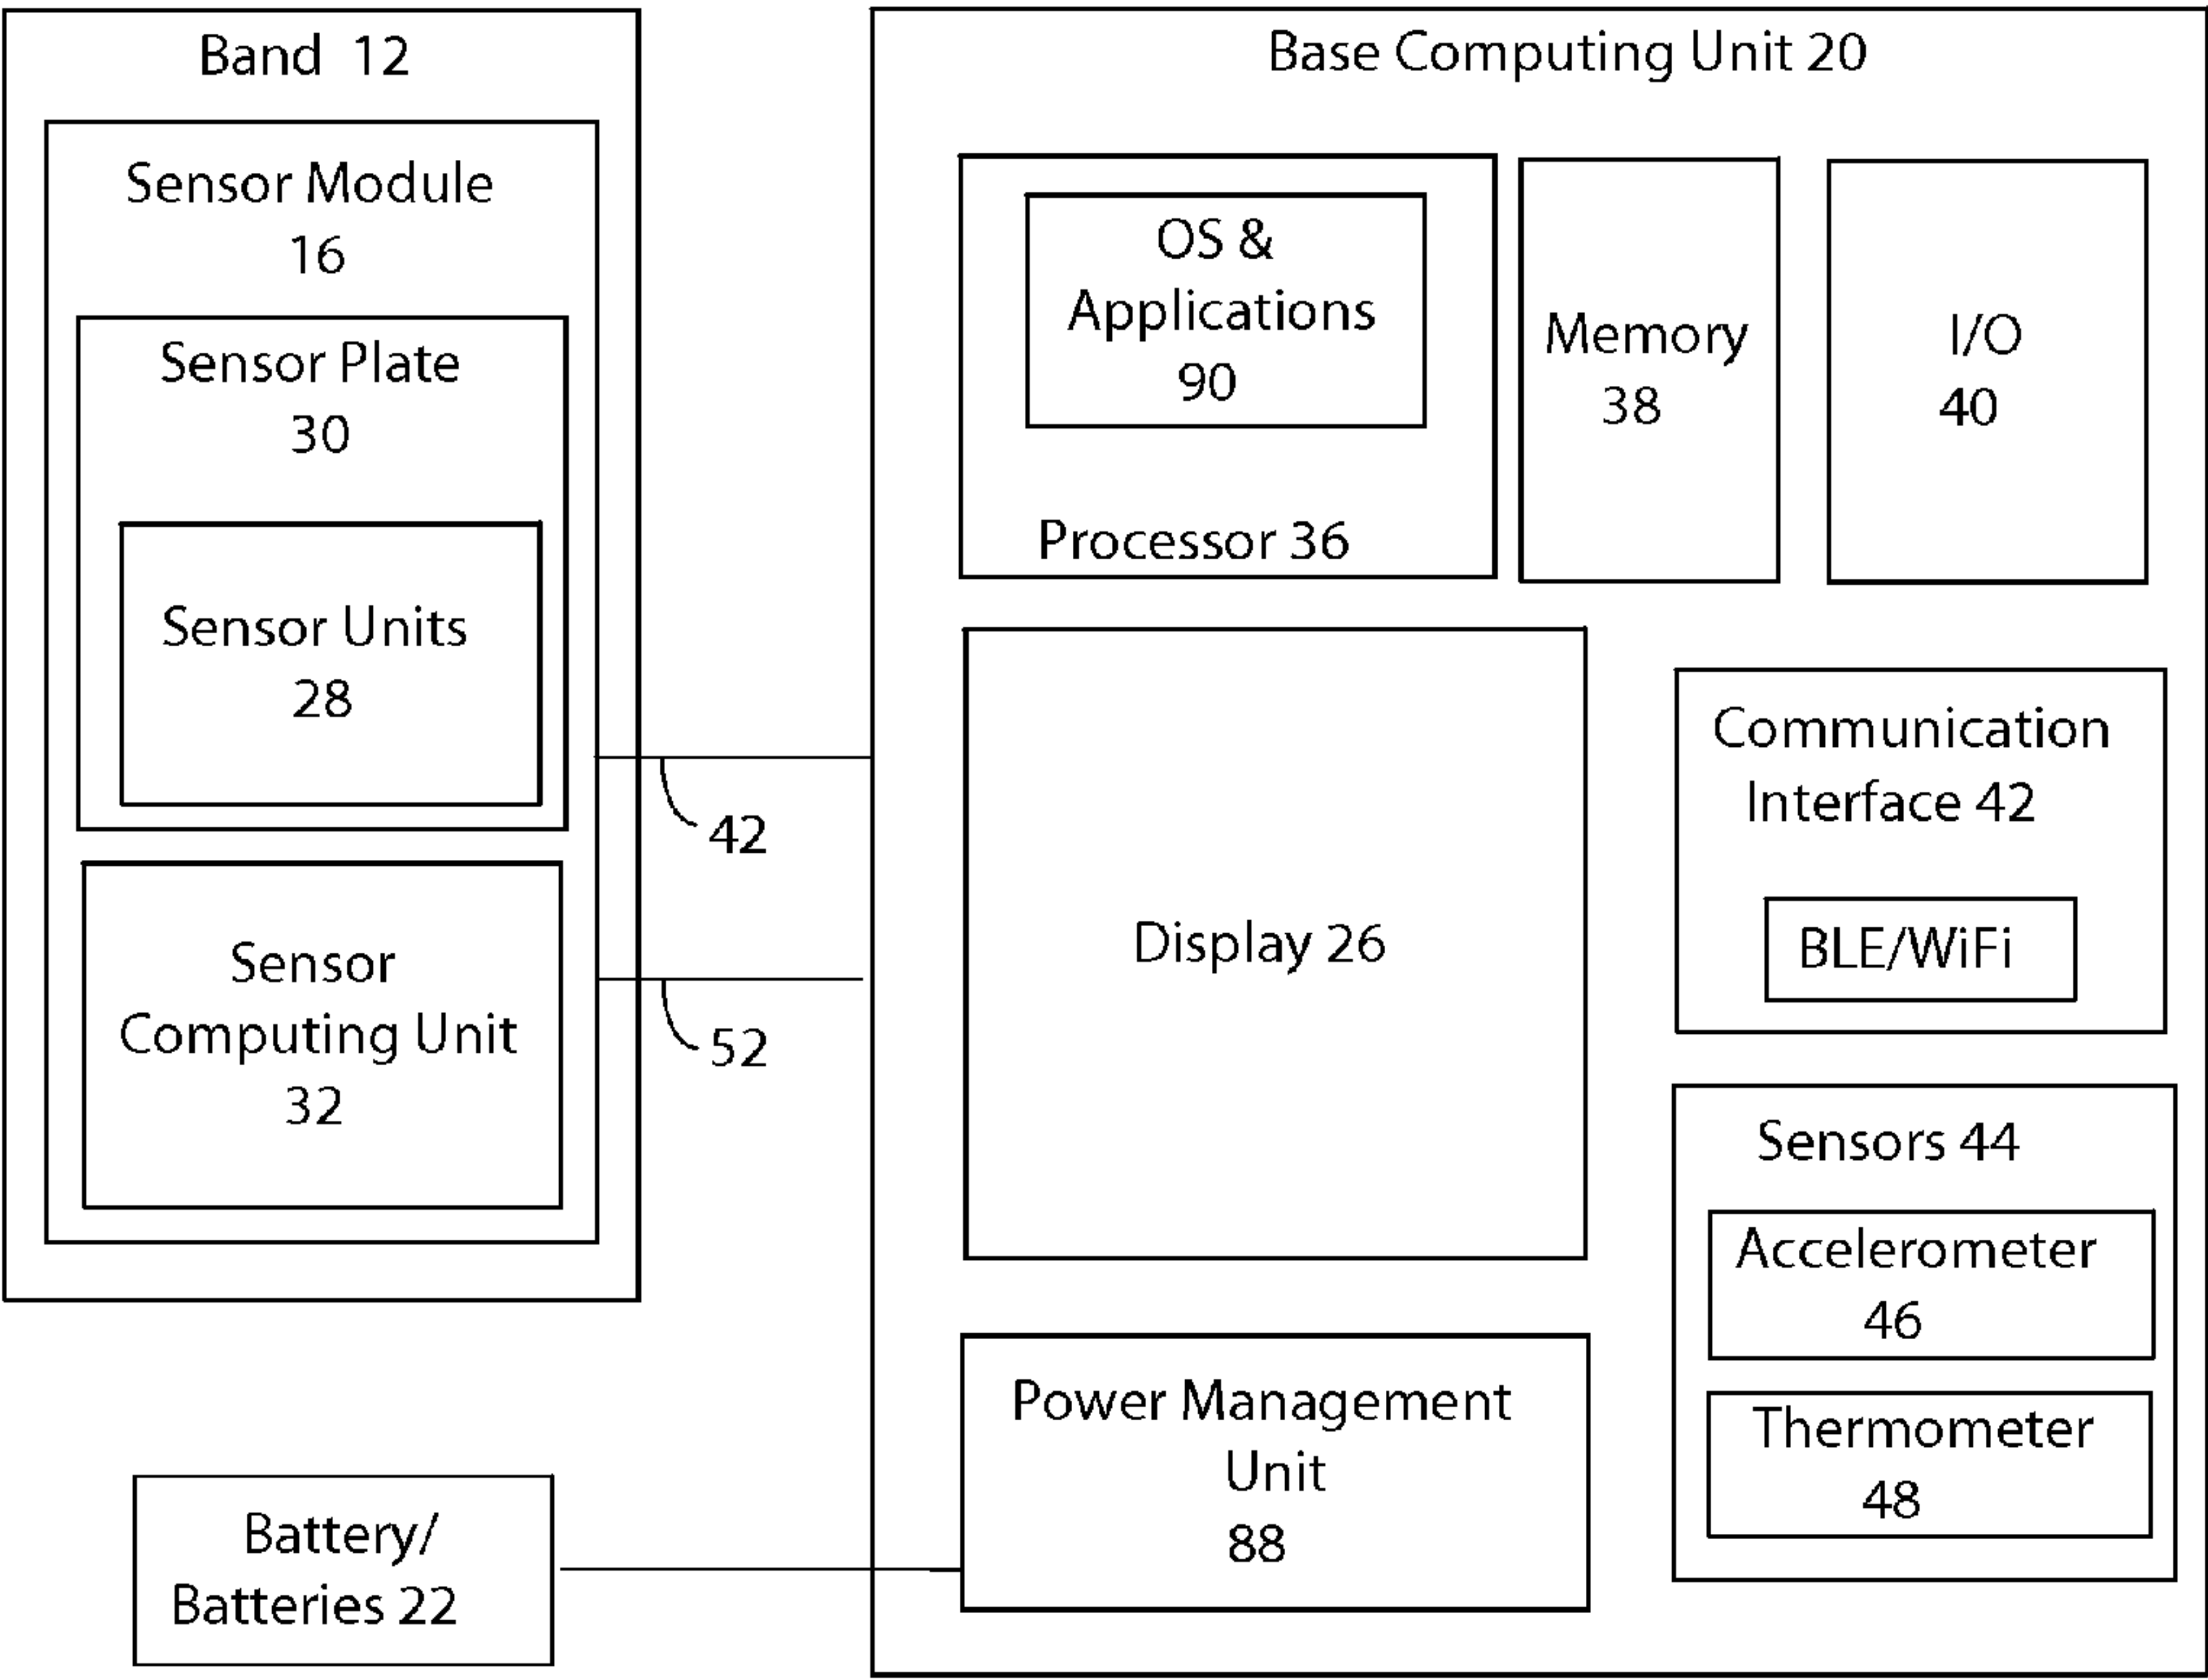 Band 12
Sensor Module
16
Sensor Plate
30
Sensor Units
28
Sensor
Computing Unit
32
42
52
Battery/
Batteries 22
Base Computing Unit 20
OS &
Applications
90
Processor 36
Memory
38
I/O
40
Display 26
Communication
Interface 42
BLE/WiFi
Sensors 44
Accelerometer
46
Thermometer
48
Power Management
Unit
88